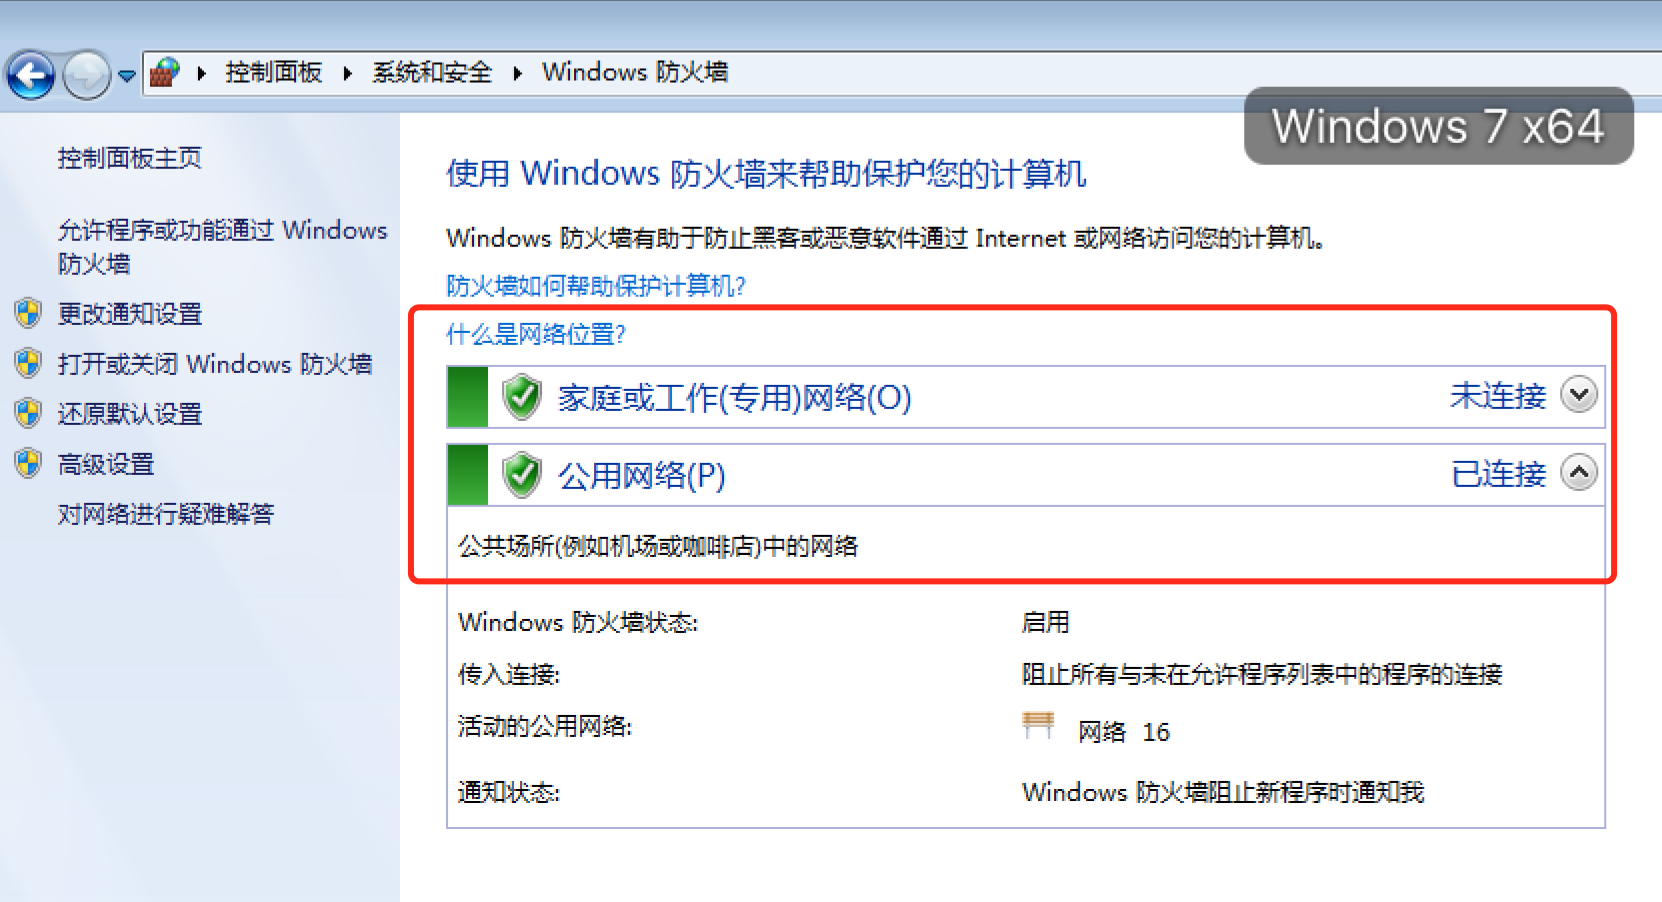 控制面板 系统和安全 Windows 防火墙
Windows 7 x64
控制面板主页
允许程序或功能通过 Windows
防火墙
更改通知设置
打开或关闭 Windows 防火墙
还原默认设置
高级设置
对网络进行疑难解答
使用 Windows 防火墙来帮助保护您的计算机
Windows 防火墙有助于防止黑客或恶意软件通过 Internet 或网络访问您的计算机。
防火墙如何帮助保护计算机?
什么是网络位置?
家庭或工作(专用)网络(O) 未连接
公用网络(P) 已连接
公共场所(例如机场或咖啡店)中的网络
Windows 防火墙状态: 启用
传入连接: 阻止所有与未在允许程序列表中的程序的连接
活动的公用网络: 网络 16
通知状态: Windows 防火墙阻止新程序时通知我